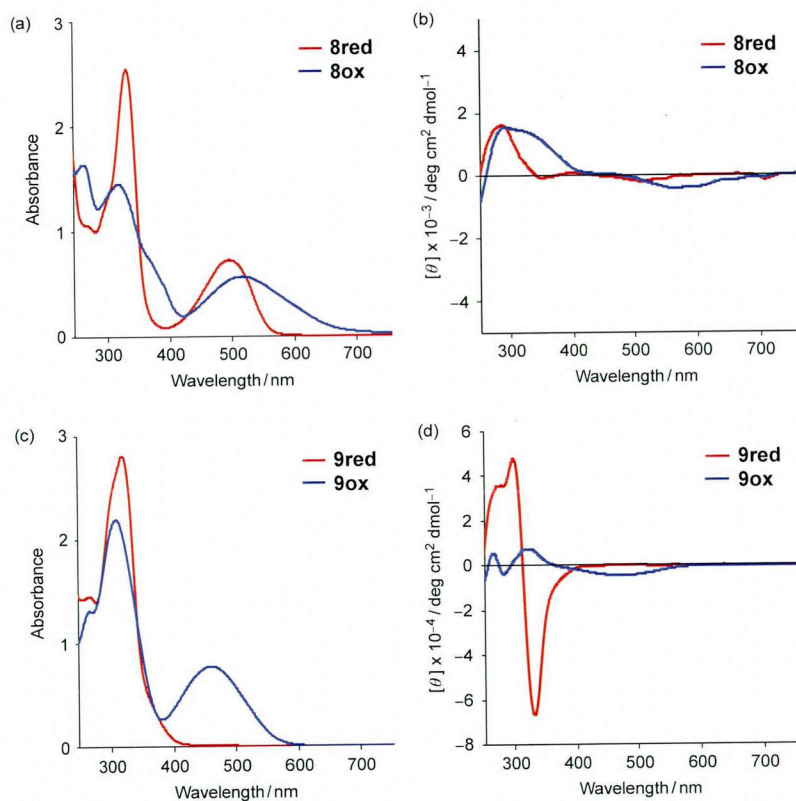 (a)
3
2
1
0
Absorbance
8red
8ox
300 400 500 600 700
Wavelength / nm
(b)
4
2
0
−2
−4
[θ] x 10⁻³ / deg cm² dmol⁻¹
8red
8ox
300 400 500 600 700
Wavelength / nm
(c)
3
2
1
0
Absorbance
9red
9ox
300 400 500 600 700
Wavelength / nm
(d)
6
4
2
0
−2
−4
−6
−8
[θ] x 10⁻⁴ / deg cm² dmol⁻¹
9red
9ox
300 400 500 600 700
Wavelength / nm